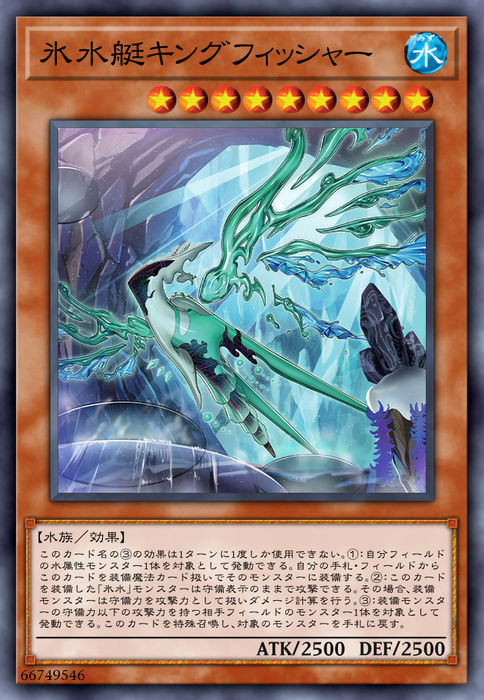 氷水艇キングフィッシャー
みず
水
【水族／効果】
このカード名の③の効果は1ターンに1度しか使用できない。①：自分フィールド
の水属性モンスター1体を対象として発動できる。自分の手札・フィールドから
このカードを装備魔法カード扱いでそのモンスターに装備する。②：このカード
を装備した「氷水」モンスターは守備表示のままで攻撃できる。その場合、装備
モンスターは守備力を攻撃力として扱いダメージ計算を行う。③：装備モンスター
の守備力以下の攻撃力を持つ相手フィールドのモンスター1体を対象として
発動できる。このカードを特殊召喚し、対象のモンスターを手札に戻す。
ATK/2500 DEF/2500
66749546